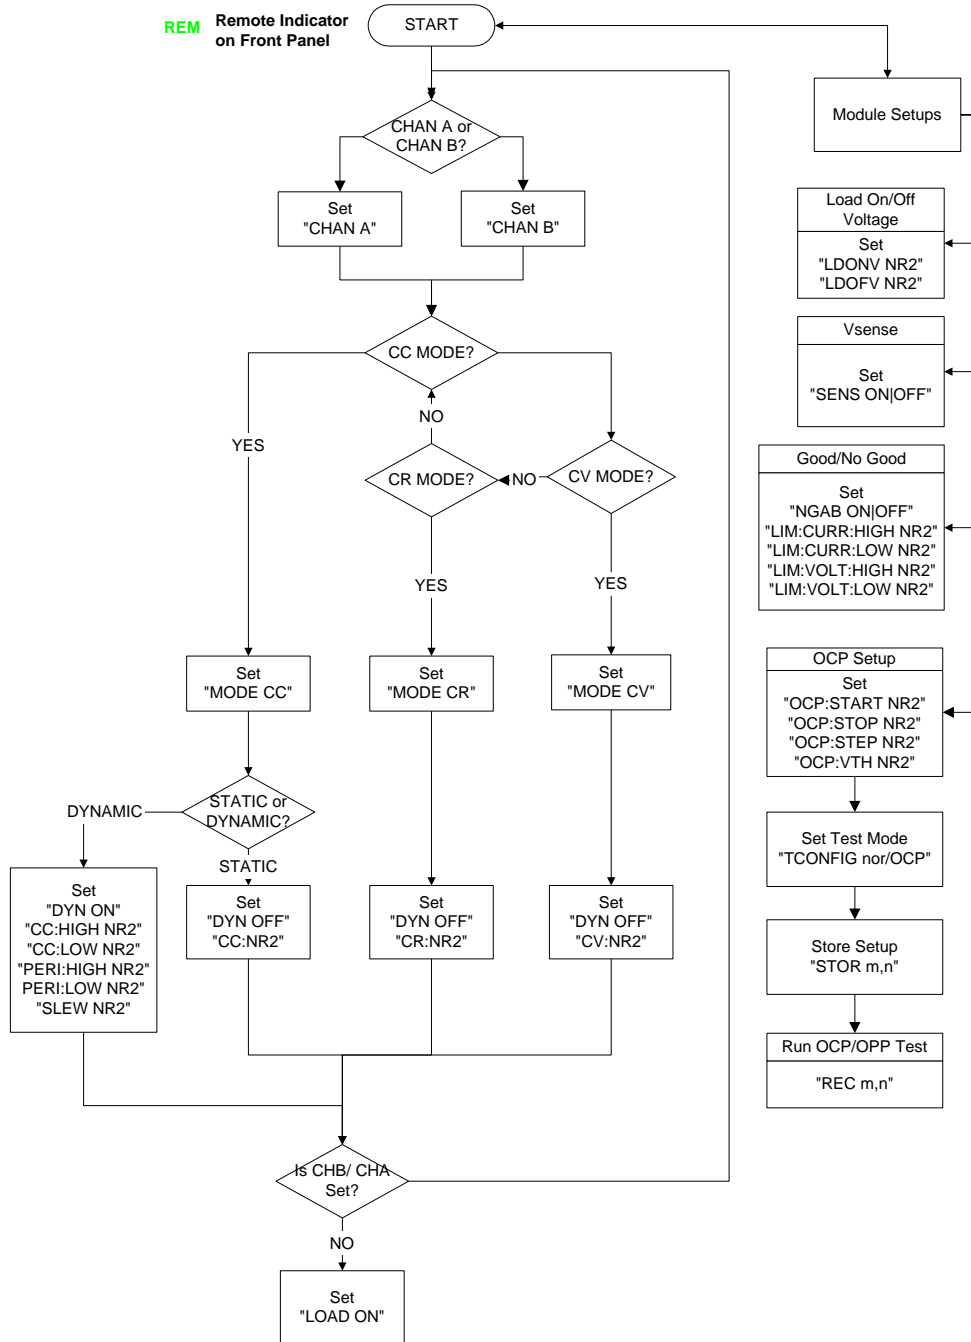 REM
Remote Indicator
on Front Panel
START
Module Setups
CHAN A or
CHAN B?
Set
"CHAN A"
Set
"CHAN B"
Load On/Off
Voltage
Set
"LDONV NR2"
"LDOFV NR2"
Vsense
Set
"SENS ON|OFF"
CC MODE?
NO
YES
CR MODE?
NO
CV MODE?
Good/No Good
Set
"NGAB ON|OFF"
"LIM:CURR:HIGH NR2"
"LIM:CURR:LOW NR2"
"LIM:VOLT:HIGH NR2"
"LIM:VOLT:LOW NR2"
YES
YES
Set
"MODE CC"
Set
"MODE CR"
Set
"MODE CV"
OCP Setup
Set
"OCP:START NR2"
"OCP:STOP NR2"
"OCP:STEP NR2"
"OCP:VTH NR2"
DYNAMIC
STATIC or
DYNAMIC?
STATIC
Set Test Mode
"TCONFIG nor/OCP"
Set
"DYN ON"
"CC:HIGH NR2"
"CC:LOW NR2"
"PERI:HIGH NR2"
PERI:LOW NR2"
"SLEW NR2"
Set
"DYN OFF"
"CC:NR2"
Set
"DYN OFF"
"CR:NR2"
Set
"DYN OFF"
"CV:NR2"
Store Setup
"STOR m,n"
Run OCP/OPP Test
"REC m,n"
Is CHB/ CHA
Set?
NO
Set
"LOAD ON"